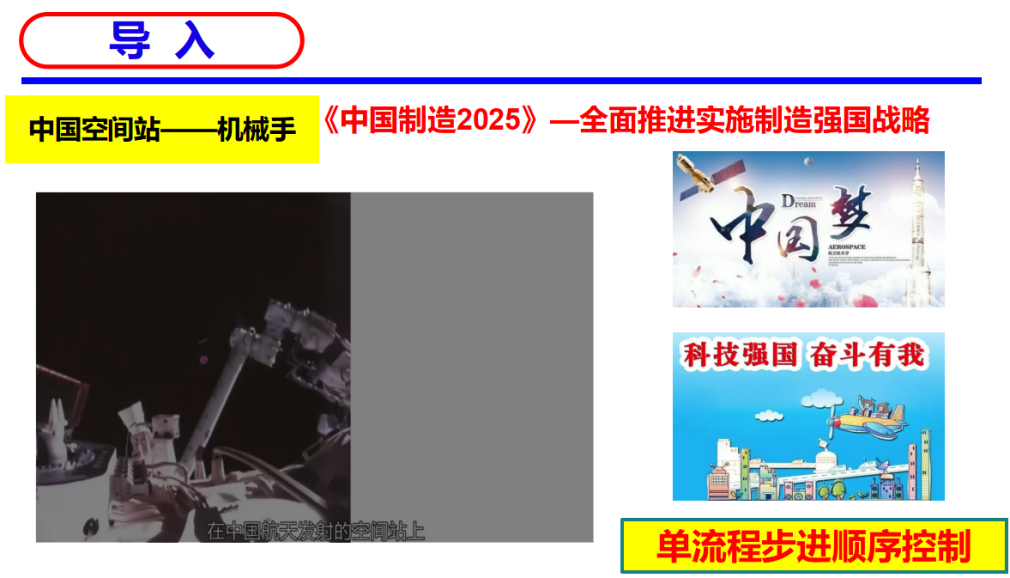 导 入
中国空间站——机械手
《中国制造2025》—全面推进实施制造强国战略
中国梦
Dream
AEROSPACE
科技强国 奋斗有我
在中国航天发射的空间站上
单流程步进顺序控制